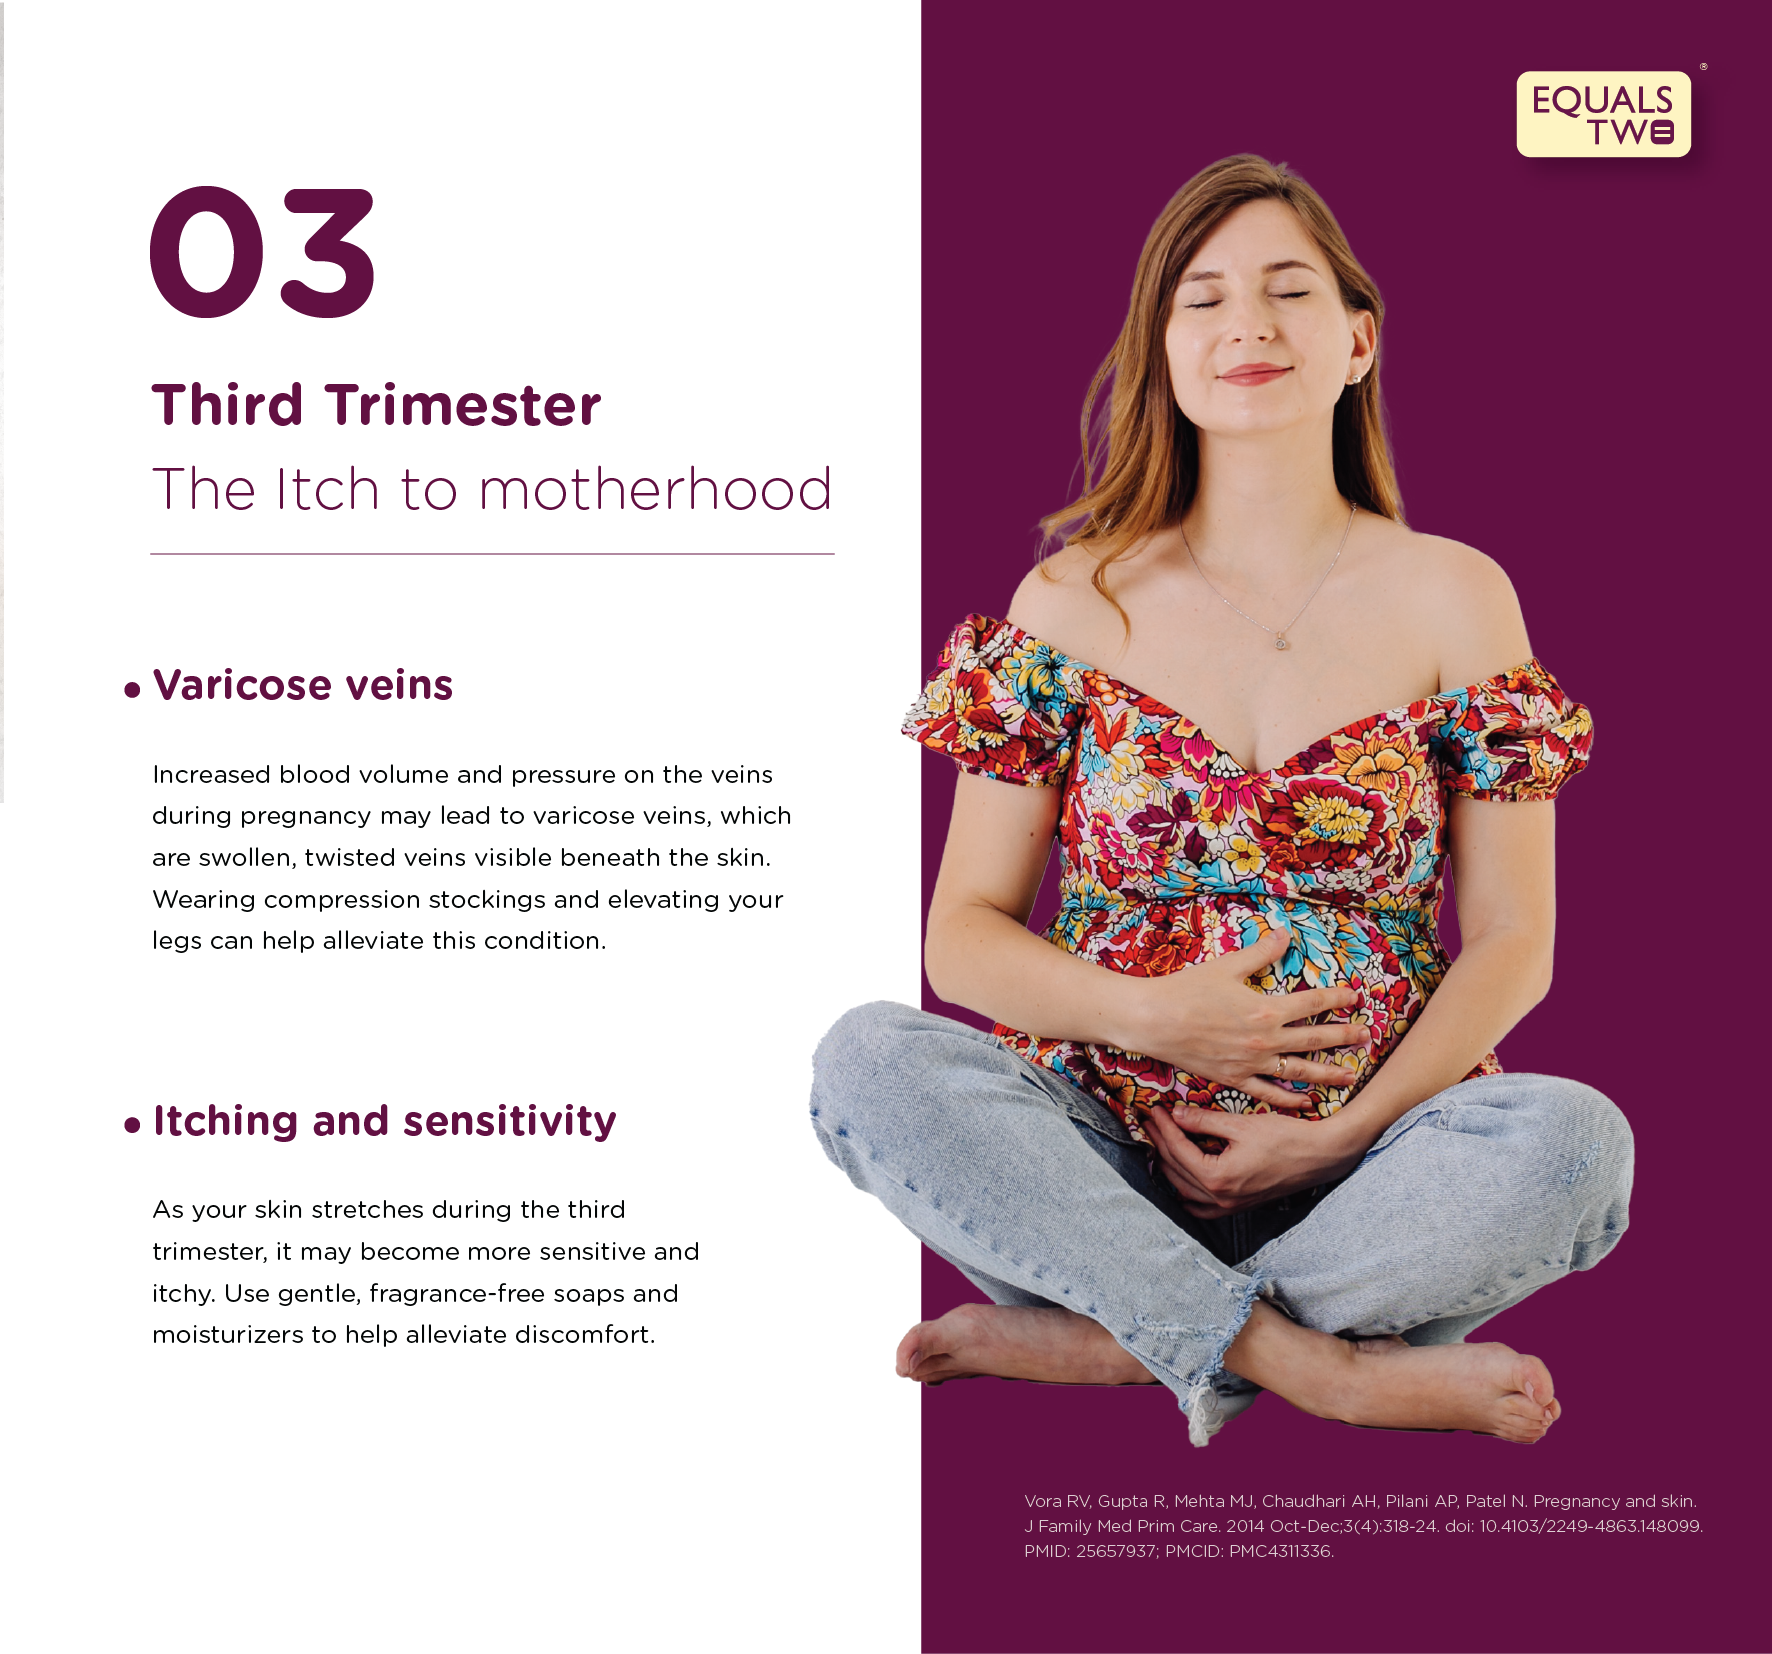 03
Third Trimester
The Itch to motherhood
• Varicose veins
Increased blood volume and pressure on the veins
during pregnancy may lead to varicose veins, which
are swollen, twisted veins visible beneath the skin.
Wearing compression stockings and elevating your
legs can help alleviate this condition.
• Itching and sensitivity
As your skin stretches during the third
trimester, it may become more sensitive and
itchy. Use gentle, fragrance-free soaps and
moisturizers to help alleviate discomfort.
EQUALS ®
TWO
Vora RV, Gupta R, Mehta MJ, Chaudhari AH, Pilani AP, Patel N. Pregnancy and skin.
J Family Med Prim Care. 2014 Oct-Dec;3(4):318-24. doi: 10.4103/2249-4863.148099.
PMID: 25657937; PMCID: PMC4311336.